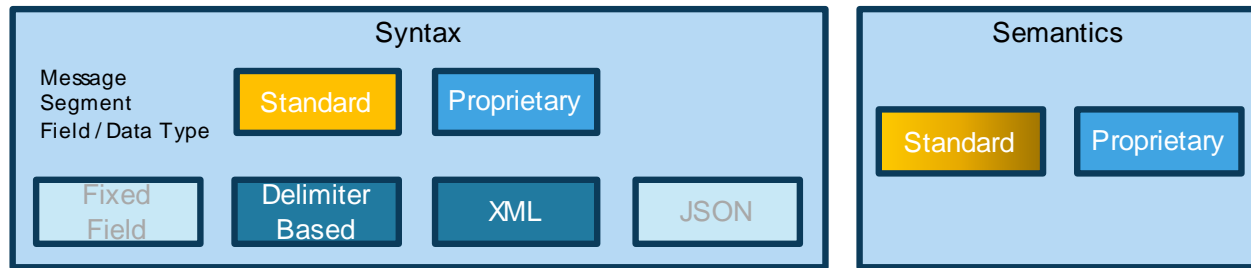 Syntax
Message
Segment
Field / Data Type
Standard
Proprietary
Fixed
Field
Delimiter
Based
XML
JSON
Semantics
Standard
Proprietary